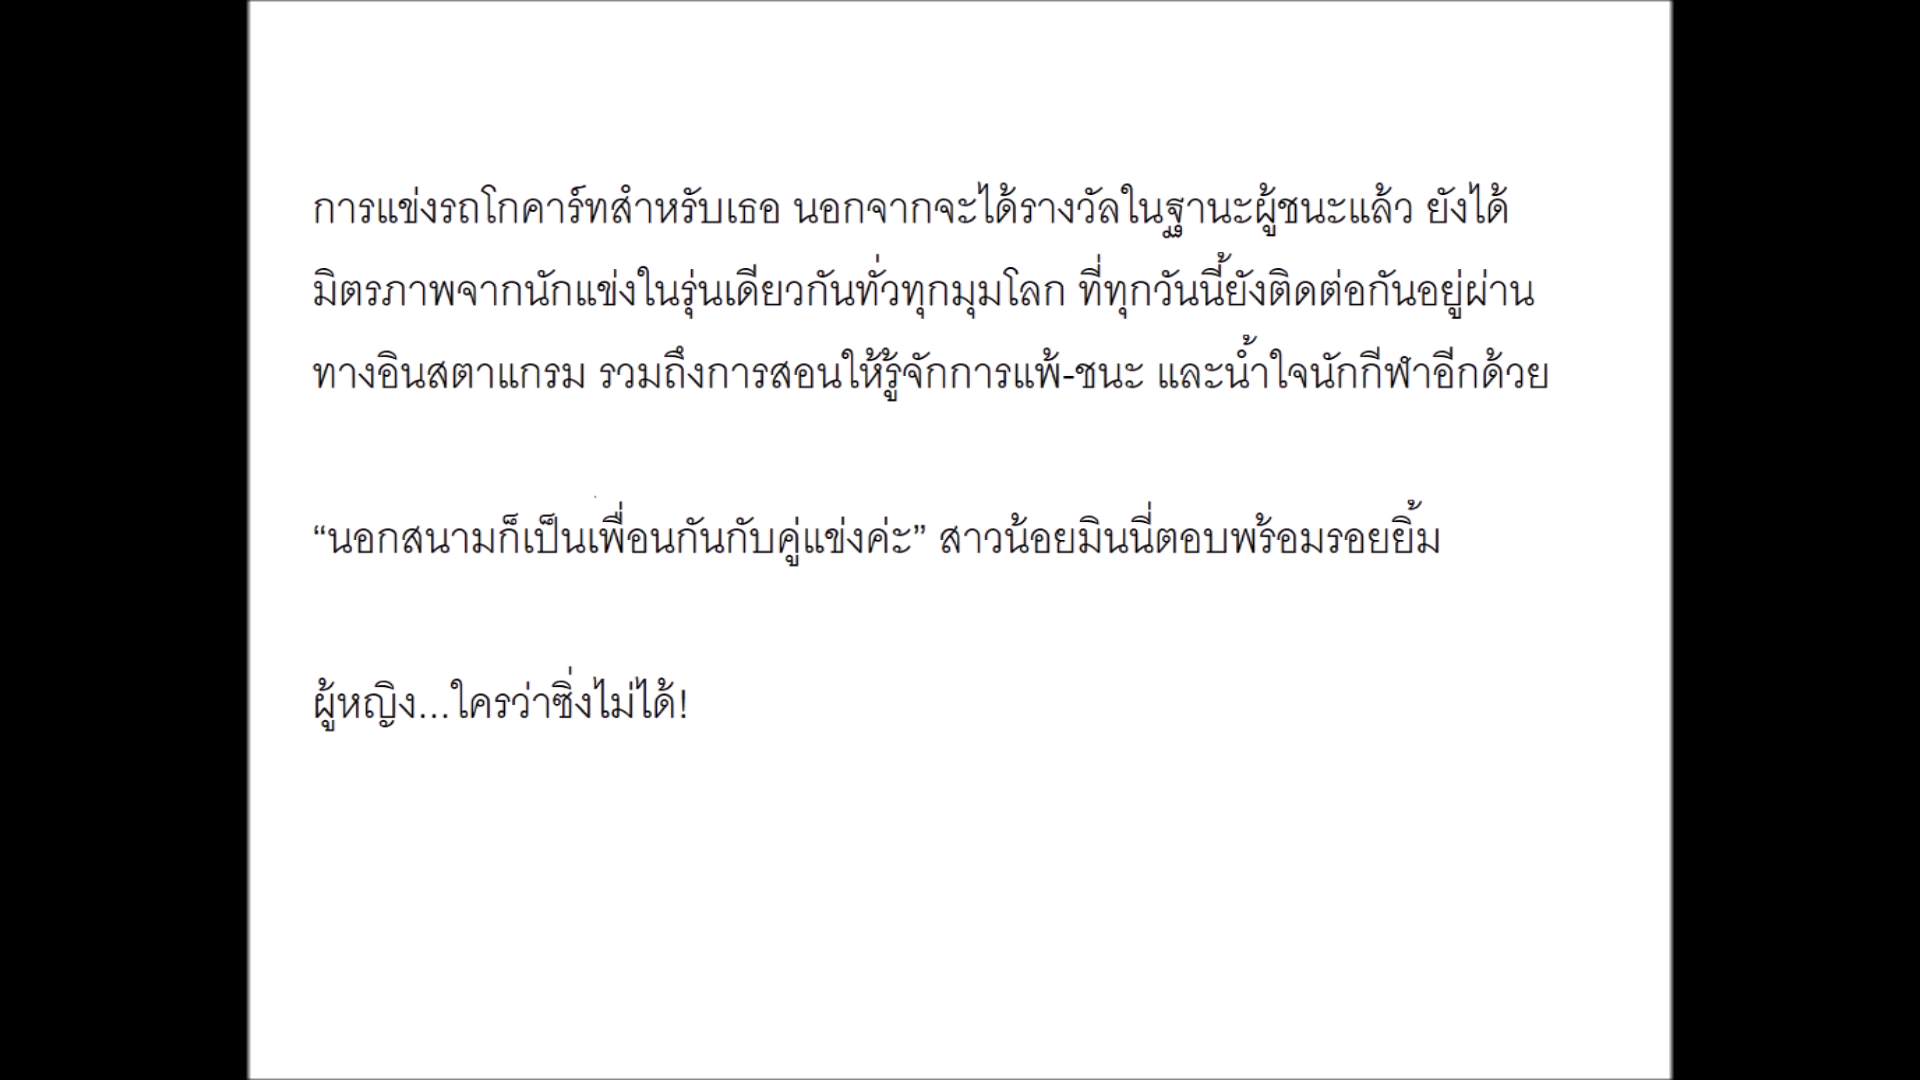 การแข่งรถโกคาร์ทสำหรับเธอ นอกจากจะได้รางวัลในฐานะผู้ชนะแล้ว ยังได้
มิตรภาพจากนักแข่งในรุ่นเดียวกันทั่วทุกมุมโลก ที่ทุกวันนี้ยังติดต่อกันอยู่ผ่าน
ทางอินสตาแกรม รวมถึงการสอนให้รู้จักการแพ้-ชนะ และน้ำใจนักกีฬาอีกด้วย
“นอกสนามก็เป็นเพื่อนกันกับคู่แข่งค่ะ” สาวน้อยมินนี่ตอบพร้อมรอยยิ้ม
ผู้หญิง...ใครว่าซิ่งไม่ได้!